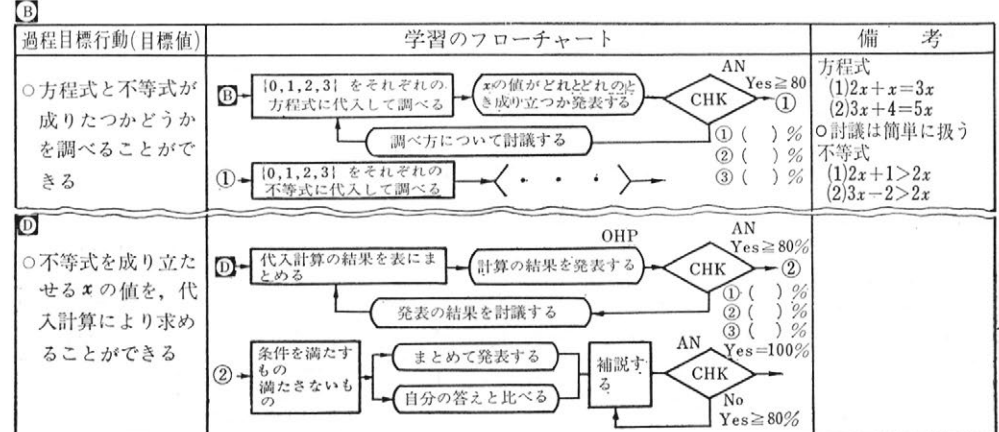 B
過程目標行動(目標値)
学習のフローチャート
備考
○方程式と不等式が
成りたつかどうか
を調べることがで
きる
B
{0,1,2,3} をそれぞれの
方程式に代入して調べる
xの値がどれとどれのと
き成り立つか発表する
AN
CHK
Yes≧80
①
調べ方について討議する
①( )%
②( )%
③( )%
①
{0,1,2,3} をそれぞれの
不等式に代入して調べる
・・・
方程式
(1)2x+x=3x
(2)3x+4=5x
○討議は簡単に扱う
不等式
(1)2x+1>2x
(2)3x−2>2x
D
○不等式を成り立た
せるxの値を,代
入計算により求め
ることができる
D
代入計算の結果を表にま
とめる
OHP
計算の結果を発表する
AN
Yes≧80%
CHK
②
発表の結果を討議する
①( )%
②( )%
③( )%
②
条件を満たす
もの
満たさないも
の
まとめて発表する
自分の答えと比べる
補説す
る
AN
Yes=100%
CHK
No
Yes≧80%